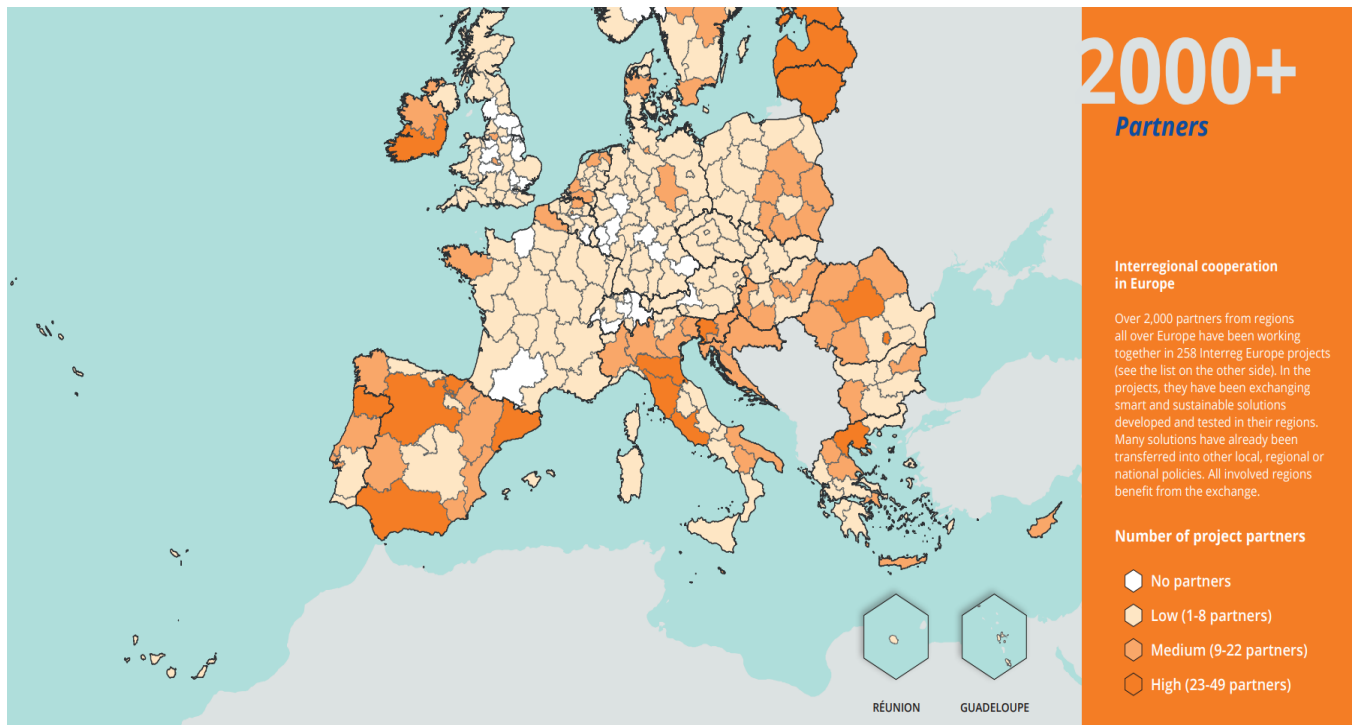 2000+
Partners
Interregional cooperation
in Europe
Over 2,000 partners from regions
all over Europe have been working
together in 258 Interreg Europe projects
(see the list on the other side). In the
projects, they have been exchanging
smart and sustainable solutions
developed and tested in their regions.
Many solutions have already been
transferred into other local, regional or
national policies. All involved regions
benefit from the exchange.
Number of project partners
No partners
Low (1-8 partners)
Medium (9-22 partners)
High (23-49 partners)
RÉUNION
GUADELOUPE